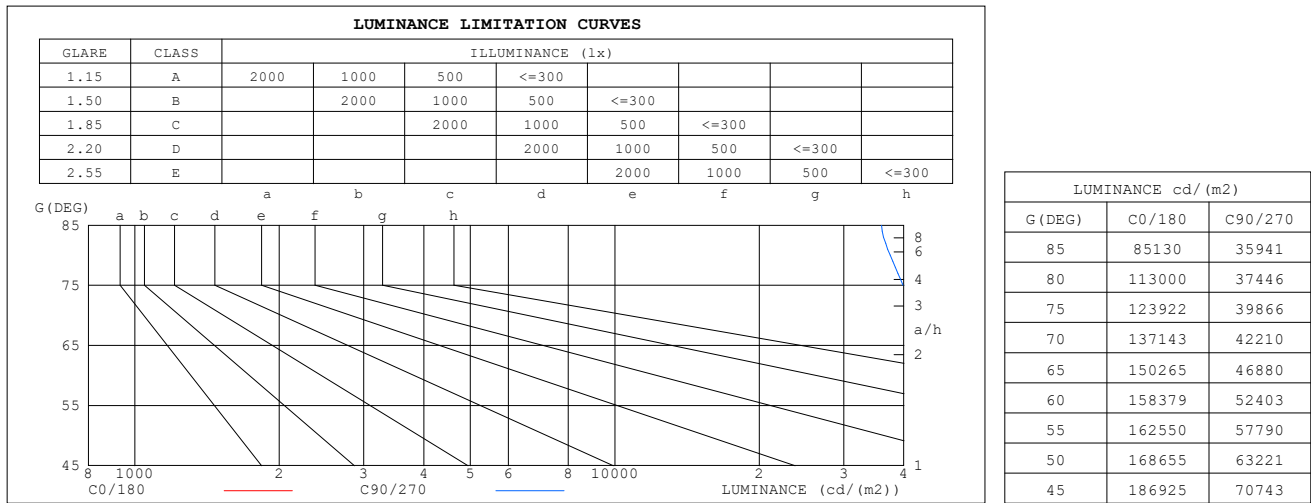 LUMINANCE LIMITATION CURVES
GLARE CLASS ILLUMINANCE (lx)
1.15 A 2000 1000 500 <=300
1.50 B 2000 1000 500 <=300
1.85 C 2000 1000 500 <=300
2.20 D 2000 1000 500 <=300
2.55 E 2000 1000 500 <=300
a b c d e f g h
G(DEG)
a b c d e f g h
85
75
65
55
45
8
6
4
3
a/h
2
1
8 1000 2 3 4 5 6 8 10000 2 3 4
C0/180 C90/270 LUMINANCE (cd/(m2))
LUMINANCE cd/(m2)
G(DEG) C0/180 C90/270
85 85130 35941
80 113000 37446
75 123922 39866
70 137143 42210
65 150265 46880
60 158379 52403
55 162550 57790
50 168655 63221
45 186925 70743